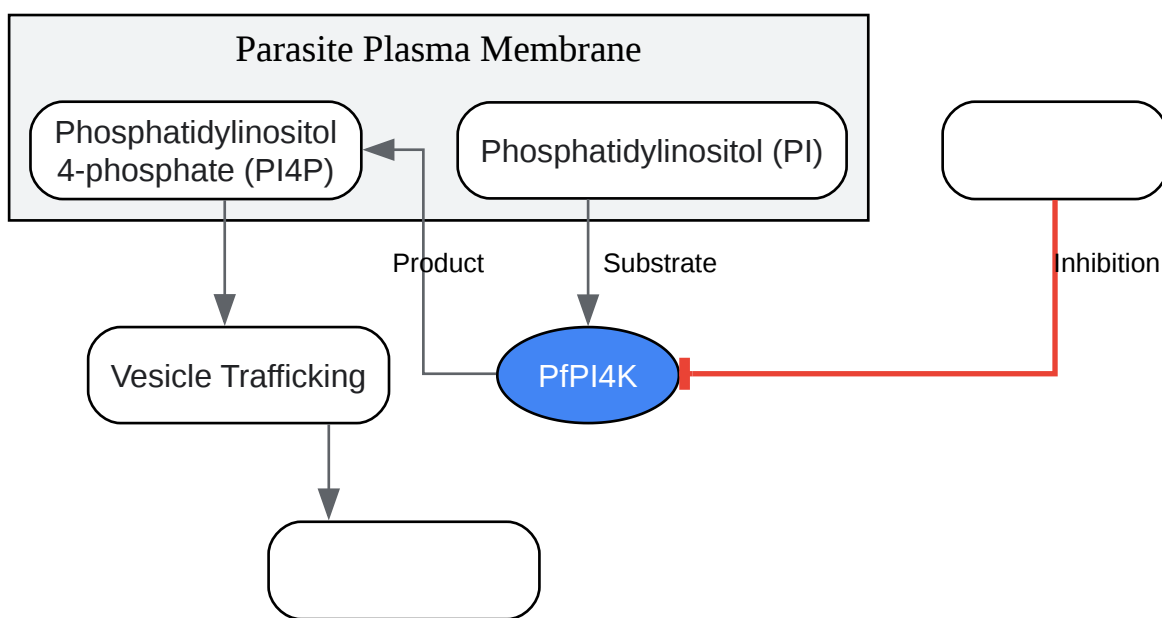 Parasite Plasma Membrane
Phosphatidylinositol
4-phosphate (PI4P)
Phosphatidylinositol (PI)
Product
Substrate
Inhibition
Vesicle Trafficking
PfPI4K